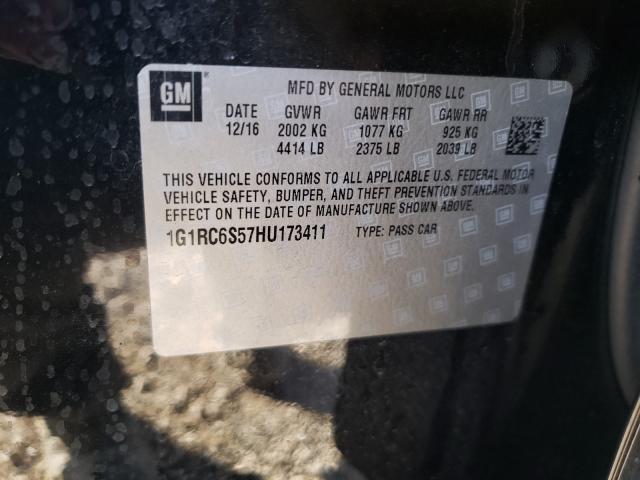 GM
MFD BY GENERAL MOTORS LLC
DATE GVWR GAWR FRT GAWR RR
12/16 2002 KG 1077 KG 925 KG
4414 LB 2375 LB 2039 LB
THIS VEHICLE CONFORMS TO ALL APPLICABLE U.S. FEDERAL MOTOR
VEHICLE SAFETY, BUMPER, AND THEFT PREVENTION STANDARDS IN
EFFECT ON THE DATE OF MANUFACTURE SHOWN ABOVE.
1G1RC6S57HU173411 TYPE: PASS CAR